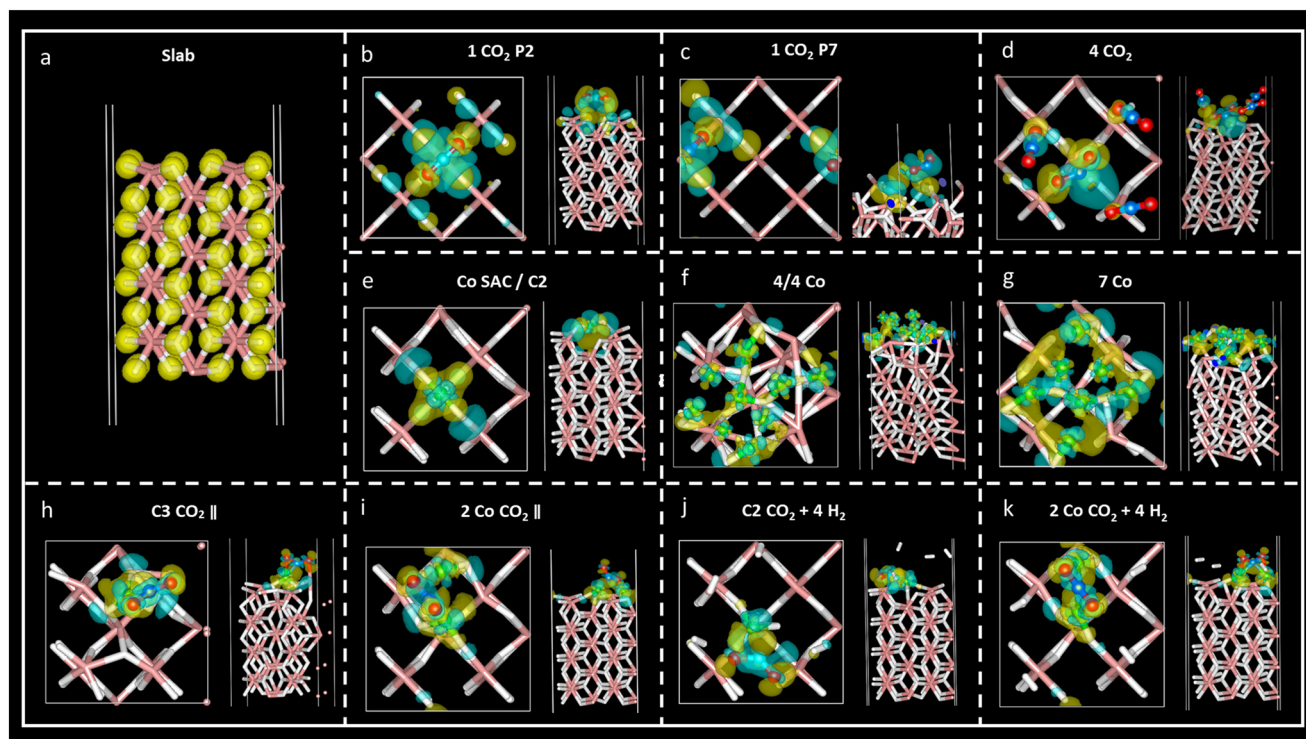 a
Slab
b
1 CO₂ P2
c
1 CO₂ P7
d
4 CO₂
e
Co SAC / C2
f
4/4 Co
g
7 Co
h
C3 CO₂ ||
i
2 Co CO₂ ||
j
C2 CO₂ + 4 H₂
k
2 Co CO₂ + 4 H₂